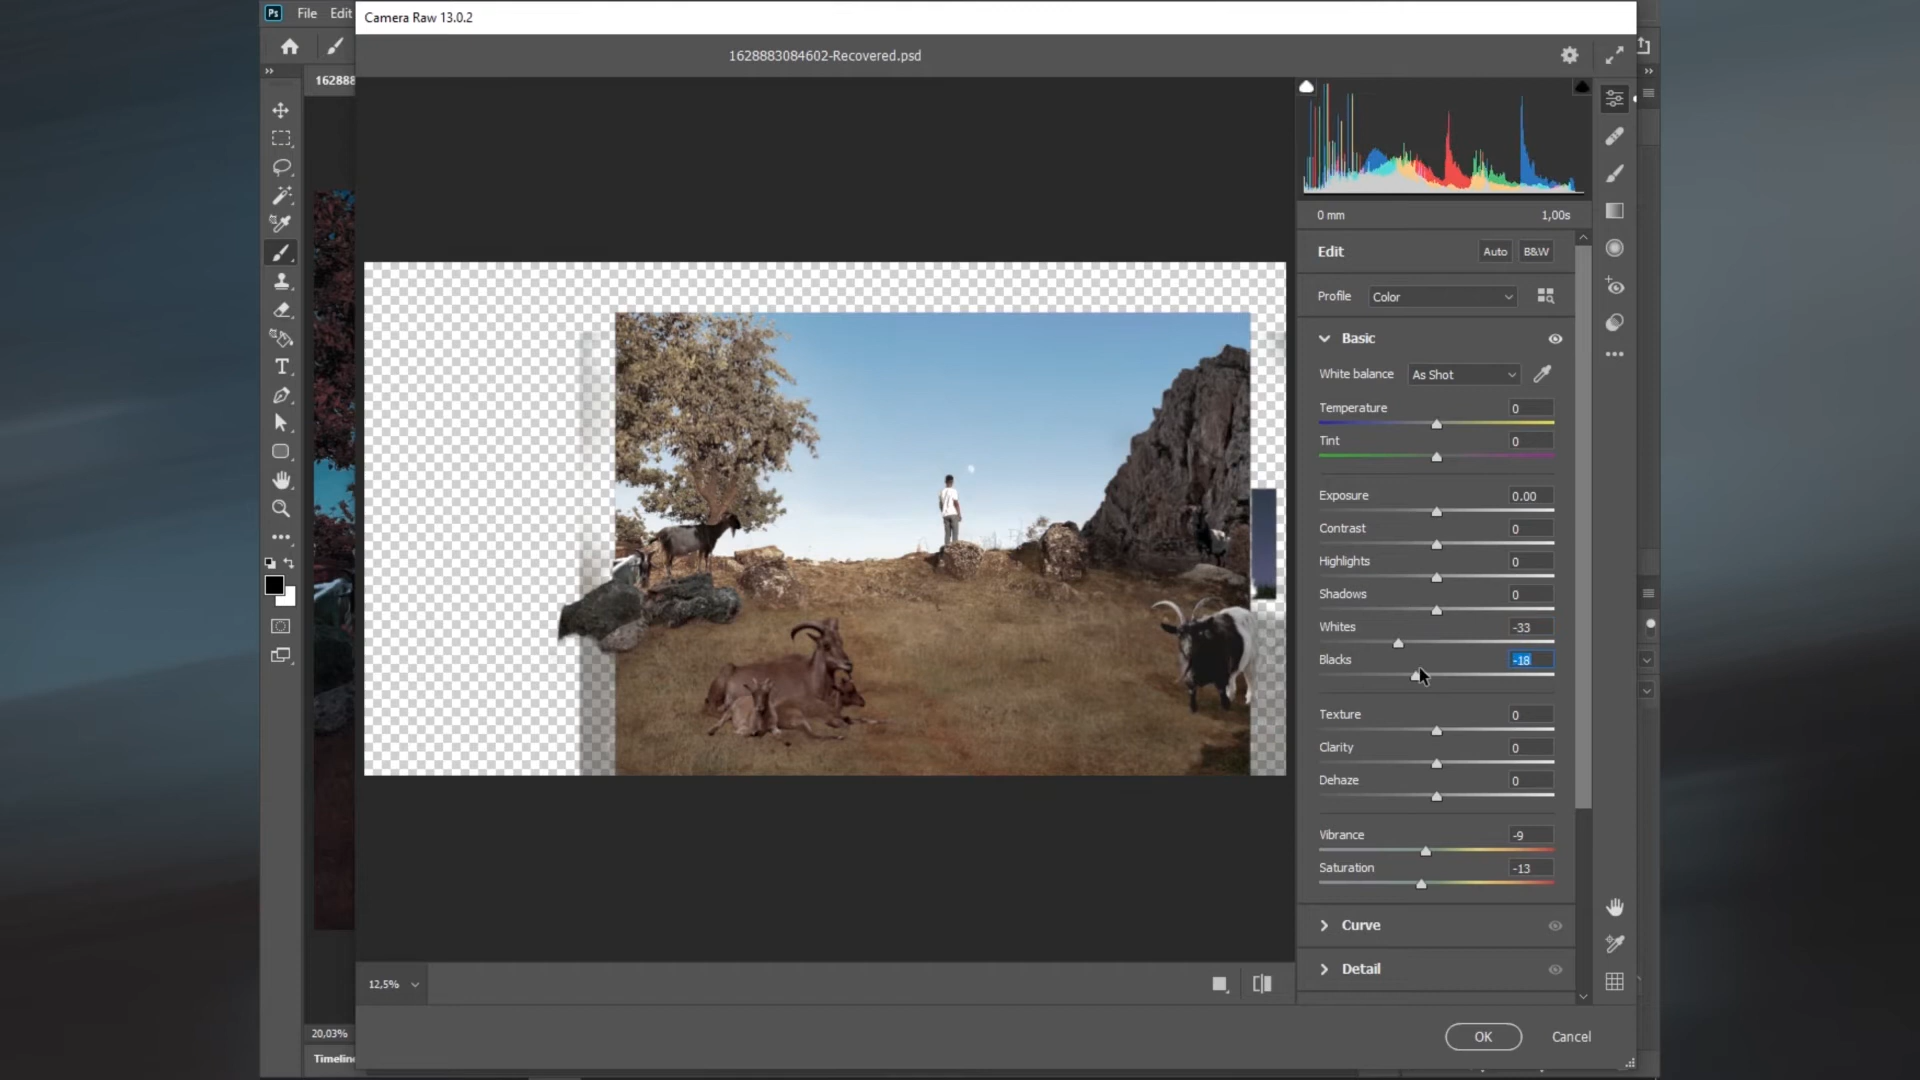 Ps File Edit
Camera Raw 13.0.2
1628883084602-Recovered.psd
16288
0 mm 1,00s
Edit Auto B&W
Profile Color
Basic
White balance As Shot
Temperature 0
Tint 0
Exposure 0.00
Contrast 0
Highlights 0
Shadows 0
Whites -33
Blacks -18
Texture 0
Clarity 0
Dehaze 0
Vibrance -9
Saturation -13
Curve
Detail
12,5%
20,03%
OK Cancel
Timeline